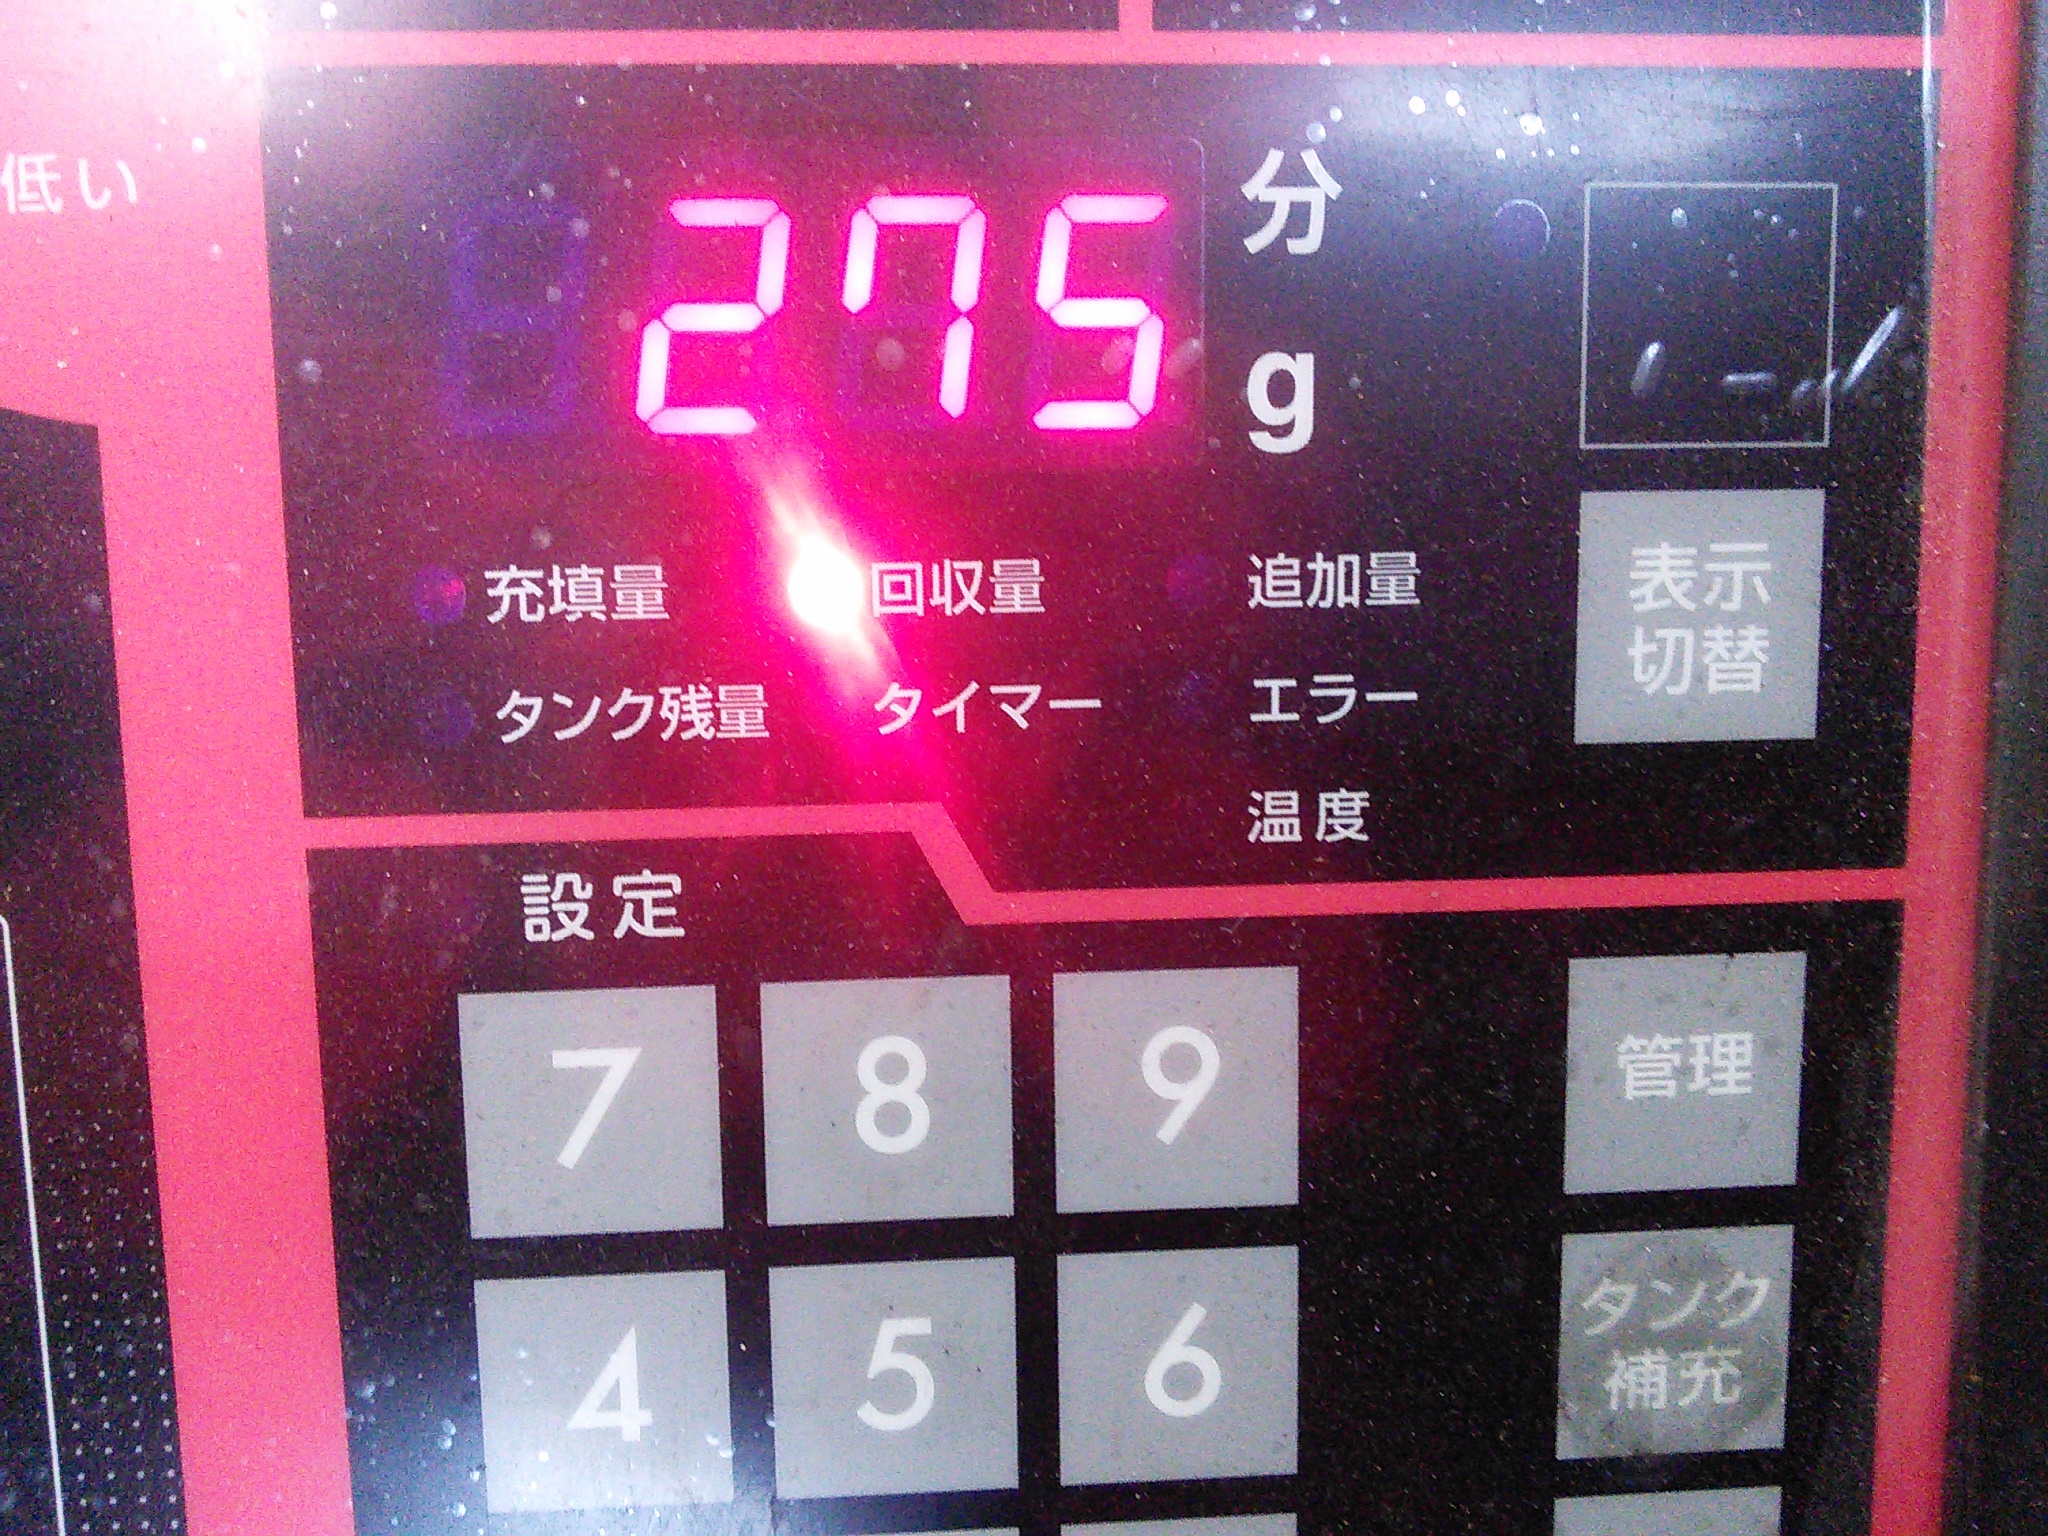 低い
275
分
g
充填量 回収量 追加量
タンク残量 タイマー エラー
温度
表示
切替
設定
7 8 9
管理
4 5 6
タンク
補充